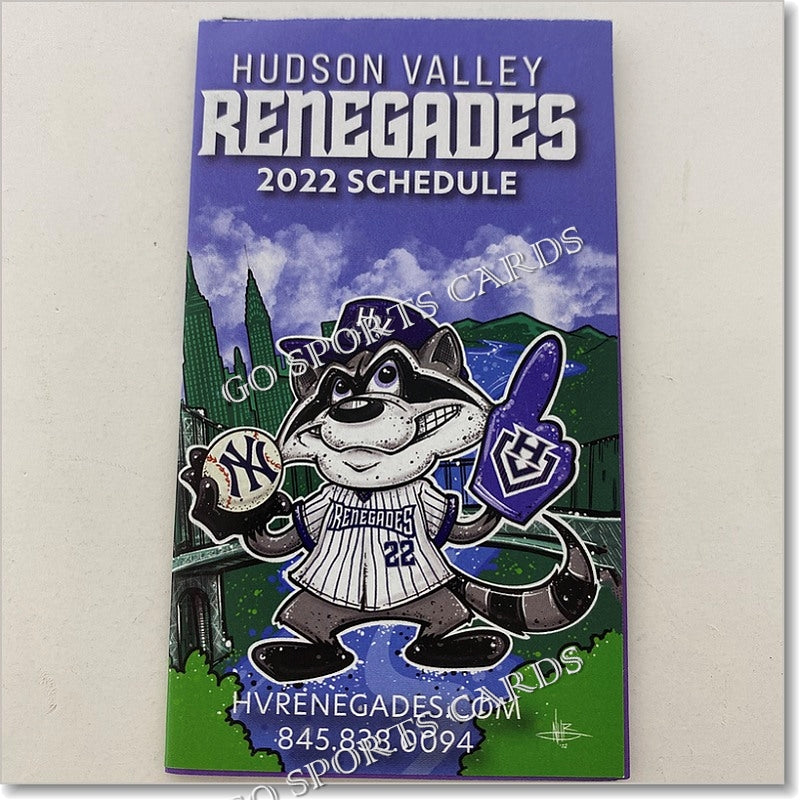 HUDSON VALLEY
RENEGADES
2022 SCHEDULE
GO SPORTS CARDS
HV
NY
HV
RENEGADES
22
HVRENEGADES.COM
845.838.0094
GO SPORTS CARDS